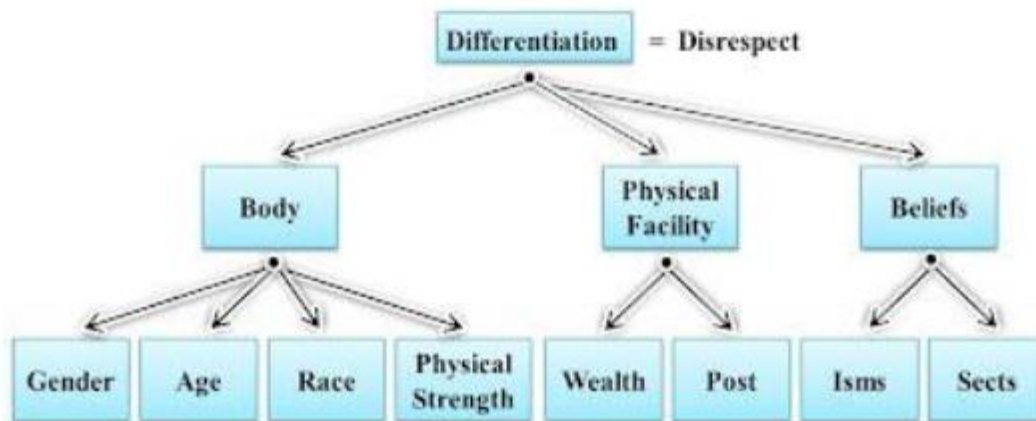 Differentiation = Disrespect
Body
Physical
Facility
Beliefs
Gender
Age
Race
Physical
Strength
Wealth
Post
Isms
Sects